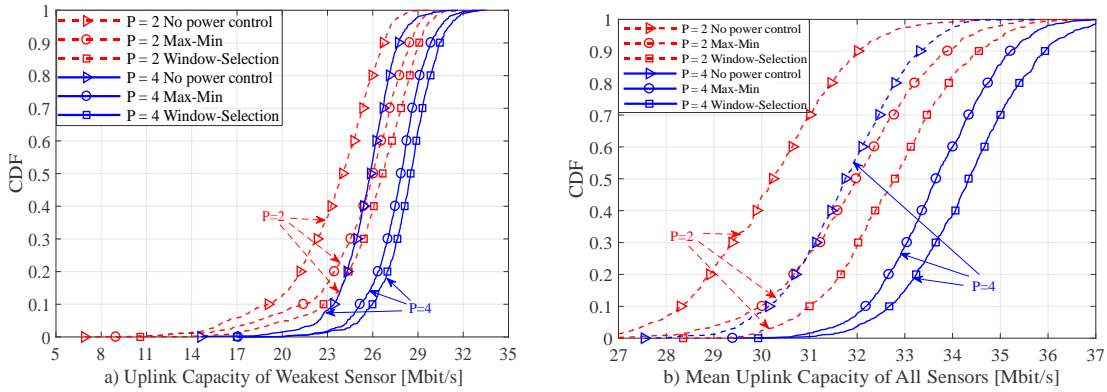 P = 2 No power control
P = 2 Max-Min
P = 2 Window-Selection
P = 4 No power control
P = 4 Max-Min
P = 4 Window-Selection
1
0.9
0.8
0.7
0.6
0.5
0.4
0.3
0.2
0.1
0
CDF
P=2
P=4
5 8 11 14 17 20 23 26 29 32 35
a) Uplink Capacity of Weakest Sensor [Mbit/s]
P = 2 No power control
P = 2 Max-Min
P = 2 Window-Selection
P = 4 No power control
P = 4 Max-Min
P = 4 Window-Selection
1
0.9
0.8
0.7
0.6
0.5
0.4
0.3
0.2
0.1
0
CDF
P=2
P=4
27 28 29 30 31 32 33 34 35 36 37
b) Mean Uplink Capacity of All Sensors [Mbit/s]